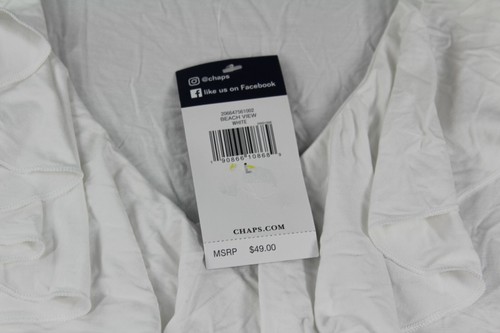 @chaps
like us on Facebook
BEACH VIEW
WHITE
CHAPS.COM
MSRP $49.00